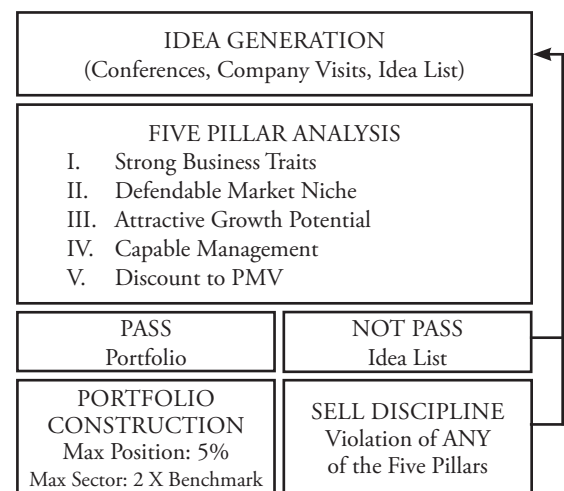 IDEA GENERATION
(Conferences, Company Visits, Idea List)
FIVE PILLAR ANALYSIS
I. Strong Business Traits
II. Defendable Market Niche
III. Attractive Growth Potential
IV. Capable Management
V. Discount to PMV
PASS
Portfolio
NOT PASS
Idea List
PORTFOLIO
CONSTRUCTION
Max Position: 5%
Max Sector: 2 X Benchmark
SELL DISCIPLINE
Violation of ANY
of the Five Pillars